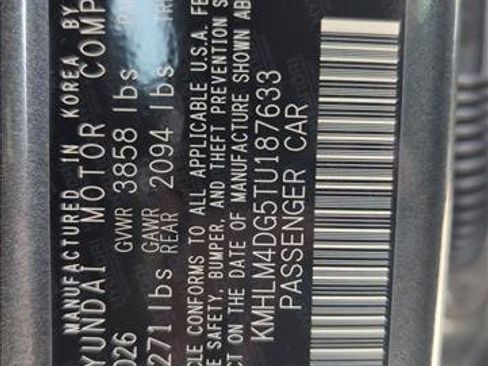 MANUFACTURED IN KOREA BY
YUNDAI MOTOR COMP
026 GVWR 3858 lbs
271 lbs GAWR REAR 2094 lbs
CLE CONFORMS TO ALL APPLICABLE U.S.A. FE
E SAFETY, BUMPER, AND THEFT PREVENTION S
CT ON THE DATE OF MANUFACTURE SHOWN AB
KMHLM4DG5TU187633
PASSENGER CAR